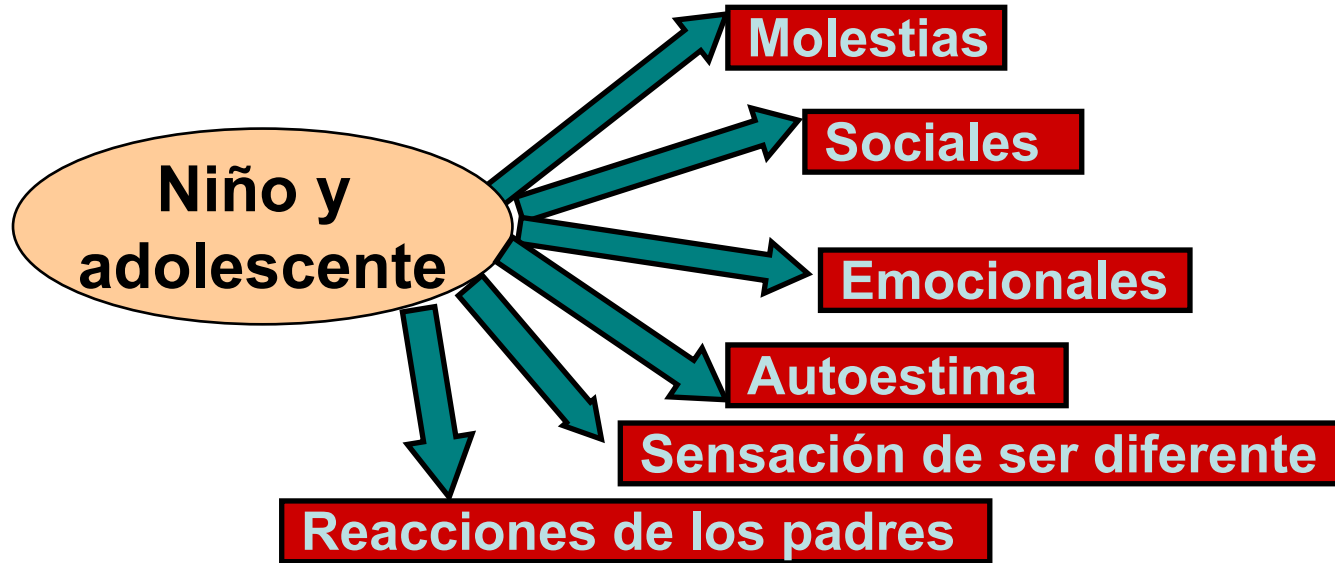 Molestias
Sociales
Niño y
adolescente
Emocionales
Autoestima
Sensación de ser diferente
Reacciones de los padres